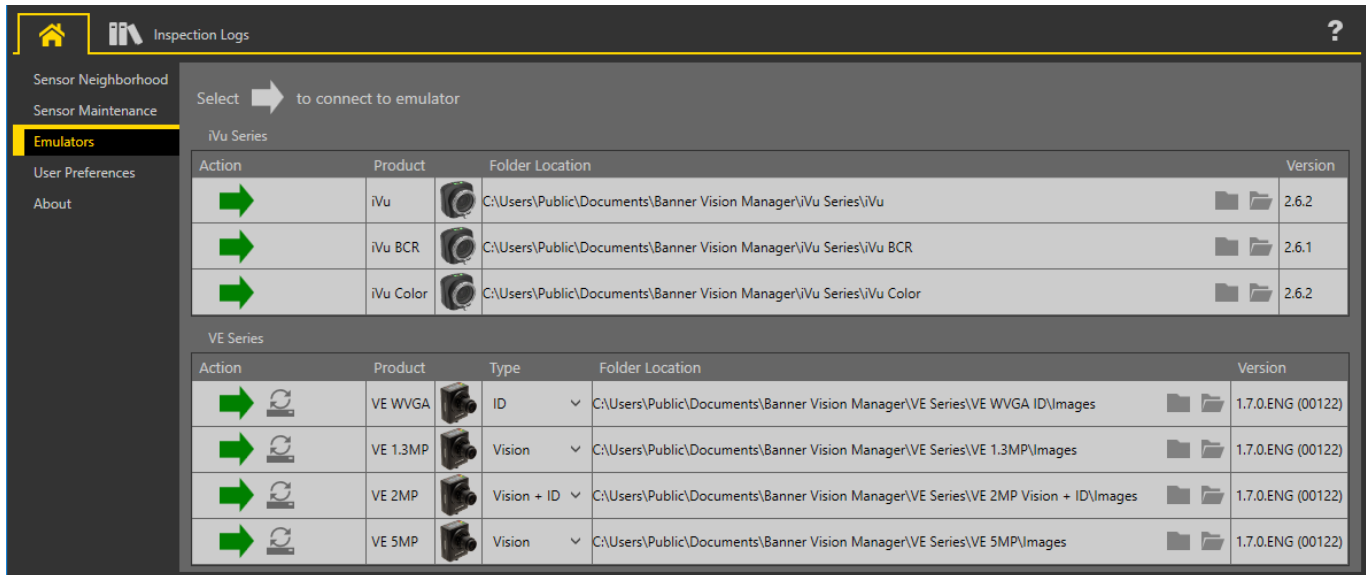 Inspection Logs ?
Sensor Neighborhood
Sensor Maintenance
Emulators
User Preferences
About
Select to connect to emulator
iVu Series
Action Product Folder Location Version
iVu C:\Users\Public\Documents\Banner Vision Manager\iVu Series\iVu 2.6.2
iVu BCR C:\Users\Public\Documents\Banner Vision Manager\iVu Series\iVu BCR 2.6.1
iVu Color C:\Users\Public\Documents\Banner Vision Manager\iVu Series\iVu Color 2.6.2
VE Series
Action Product Type Folder Location Version
VE WVGA ID C:\Users\Public\Documents\Banner Vision Manager\VE Series\VE WVGA ID\Images 1.7.0.ENG (00122)
VE 1.3MP Vision C:\Users\Public\Documents\Banner Vision Manager\VE Series\VE 1.3MP\Images 1.7.0.ENG (00122)
VE 2MP Vision + ID C:\Users\Public\Documents\Banner Vision Manager\VE Series\VE 2MP Vision + ID\Images 1.7.0.ENG (00122)
VE 5MP Vision C:\Users\Public\Documents\Banner Vision Manager\VE Series\VE 5MP\Images 1.7.0.ENG (00122)